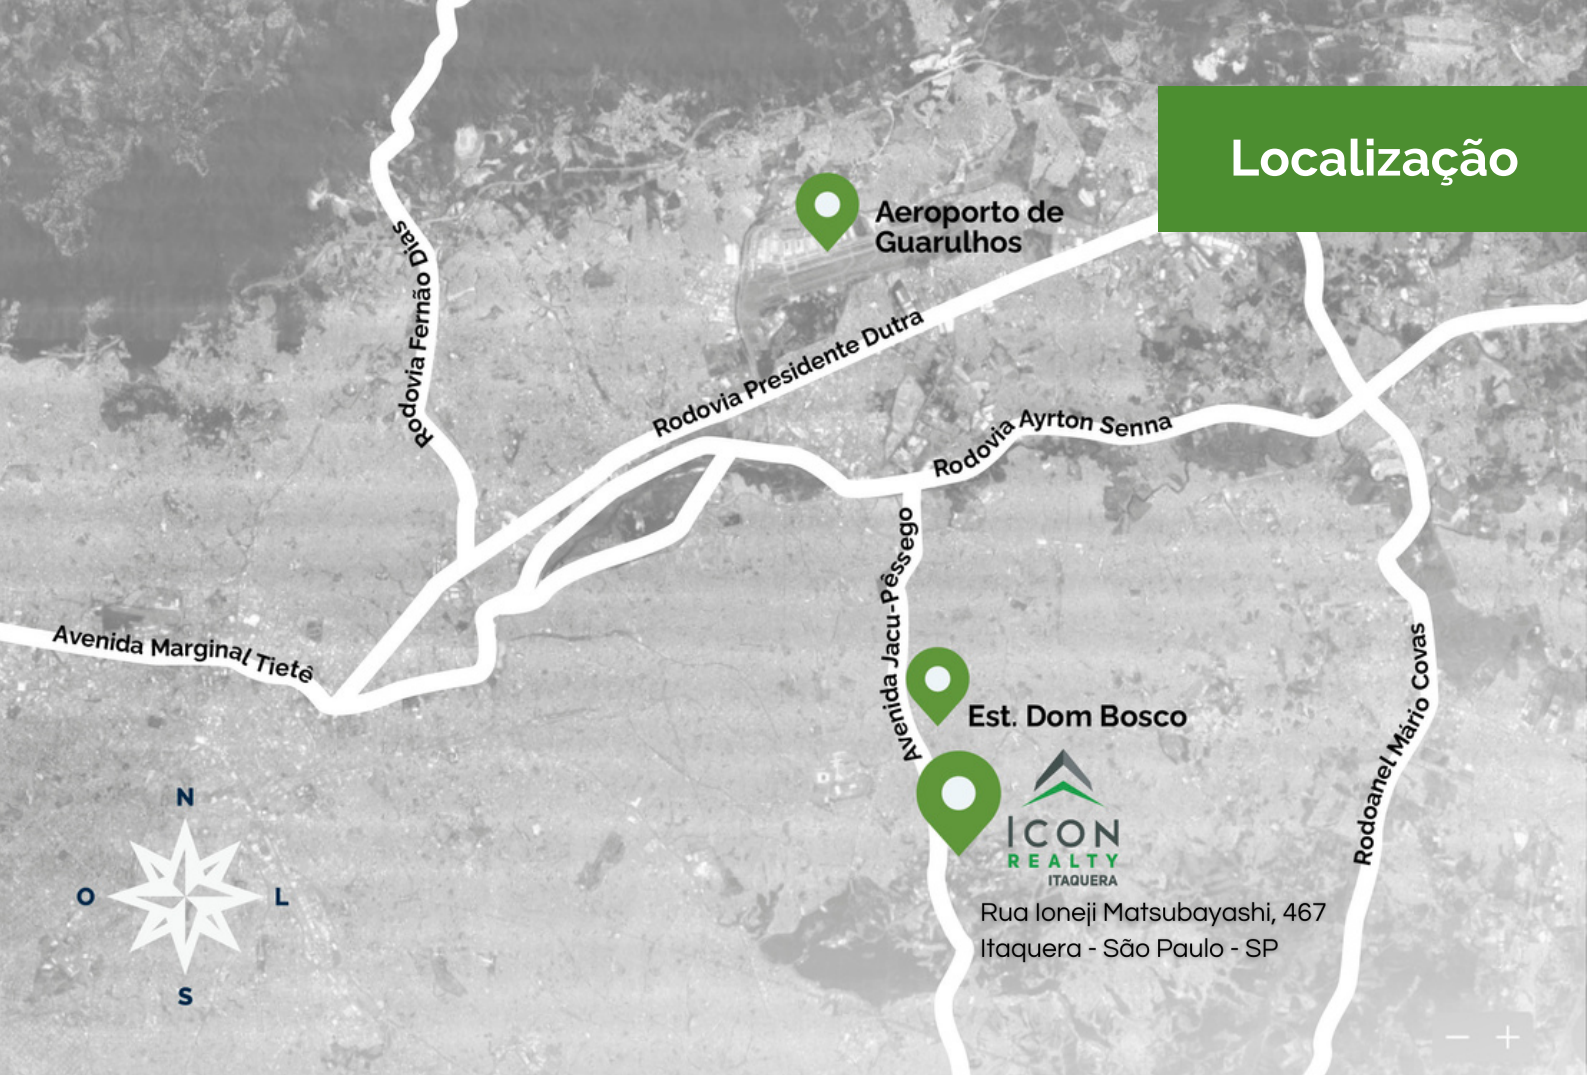 Localização
Aeroporto de
Guarulhos
Rodovia Fernão Dias
Rodovia Presidente Dutra
Rodovia Ayrton Senna
Avenida Jacu-Pêssego
Avenida Marginal Tietê
Est. Dom Bosco
Rodoanel Mário Covas
ICON
REALTY
ITAQUERA
Rua Ioneji Matsubayashi, 467
Itaquera - São Paulo - SP
N
O
L
S
− +